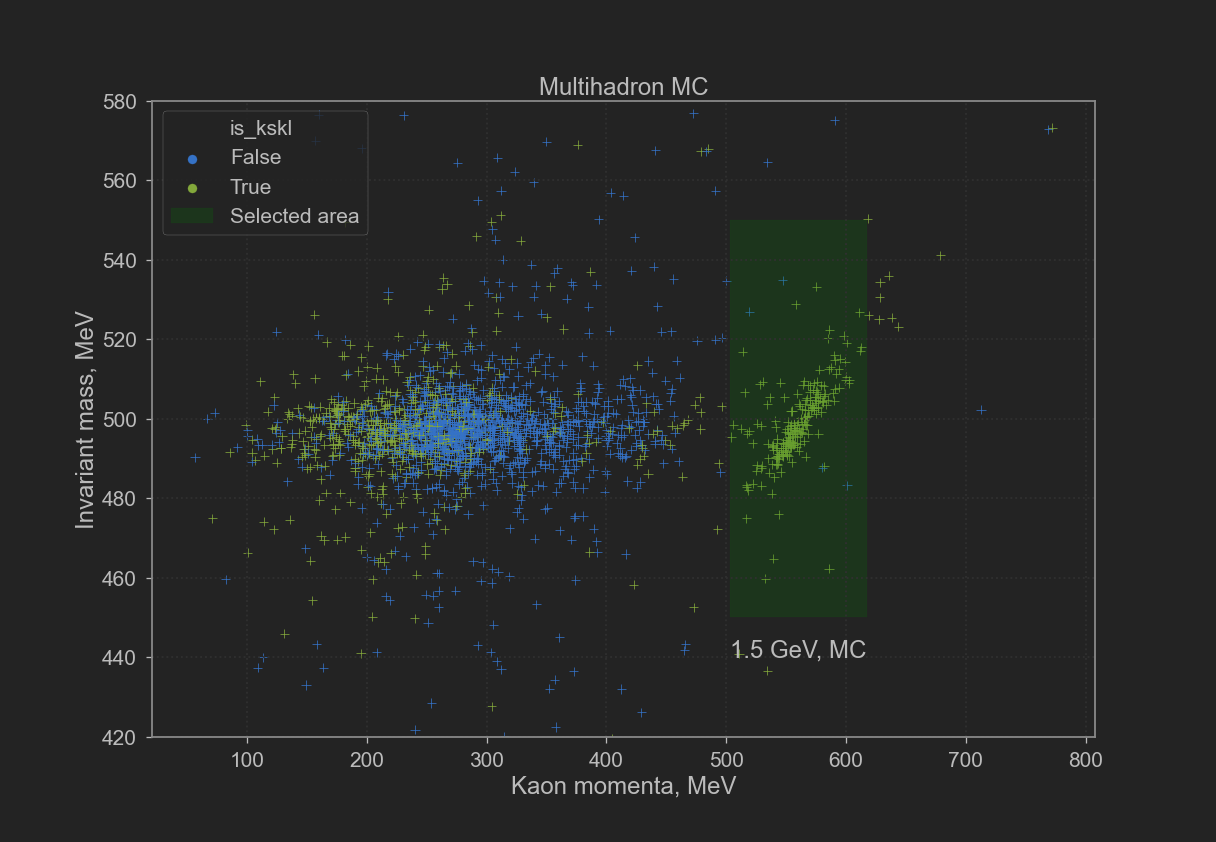 Multihadron MC
is_kskl
False
True
Selected area
580
560
540
520
500
480
460
440
420
Invariant mass, MeV
1.5 GeV, MC
100
200
300
400
500
600
700
800
Kaon momenta, MeV